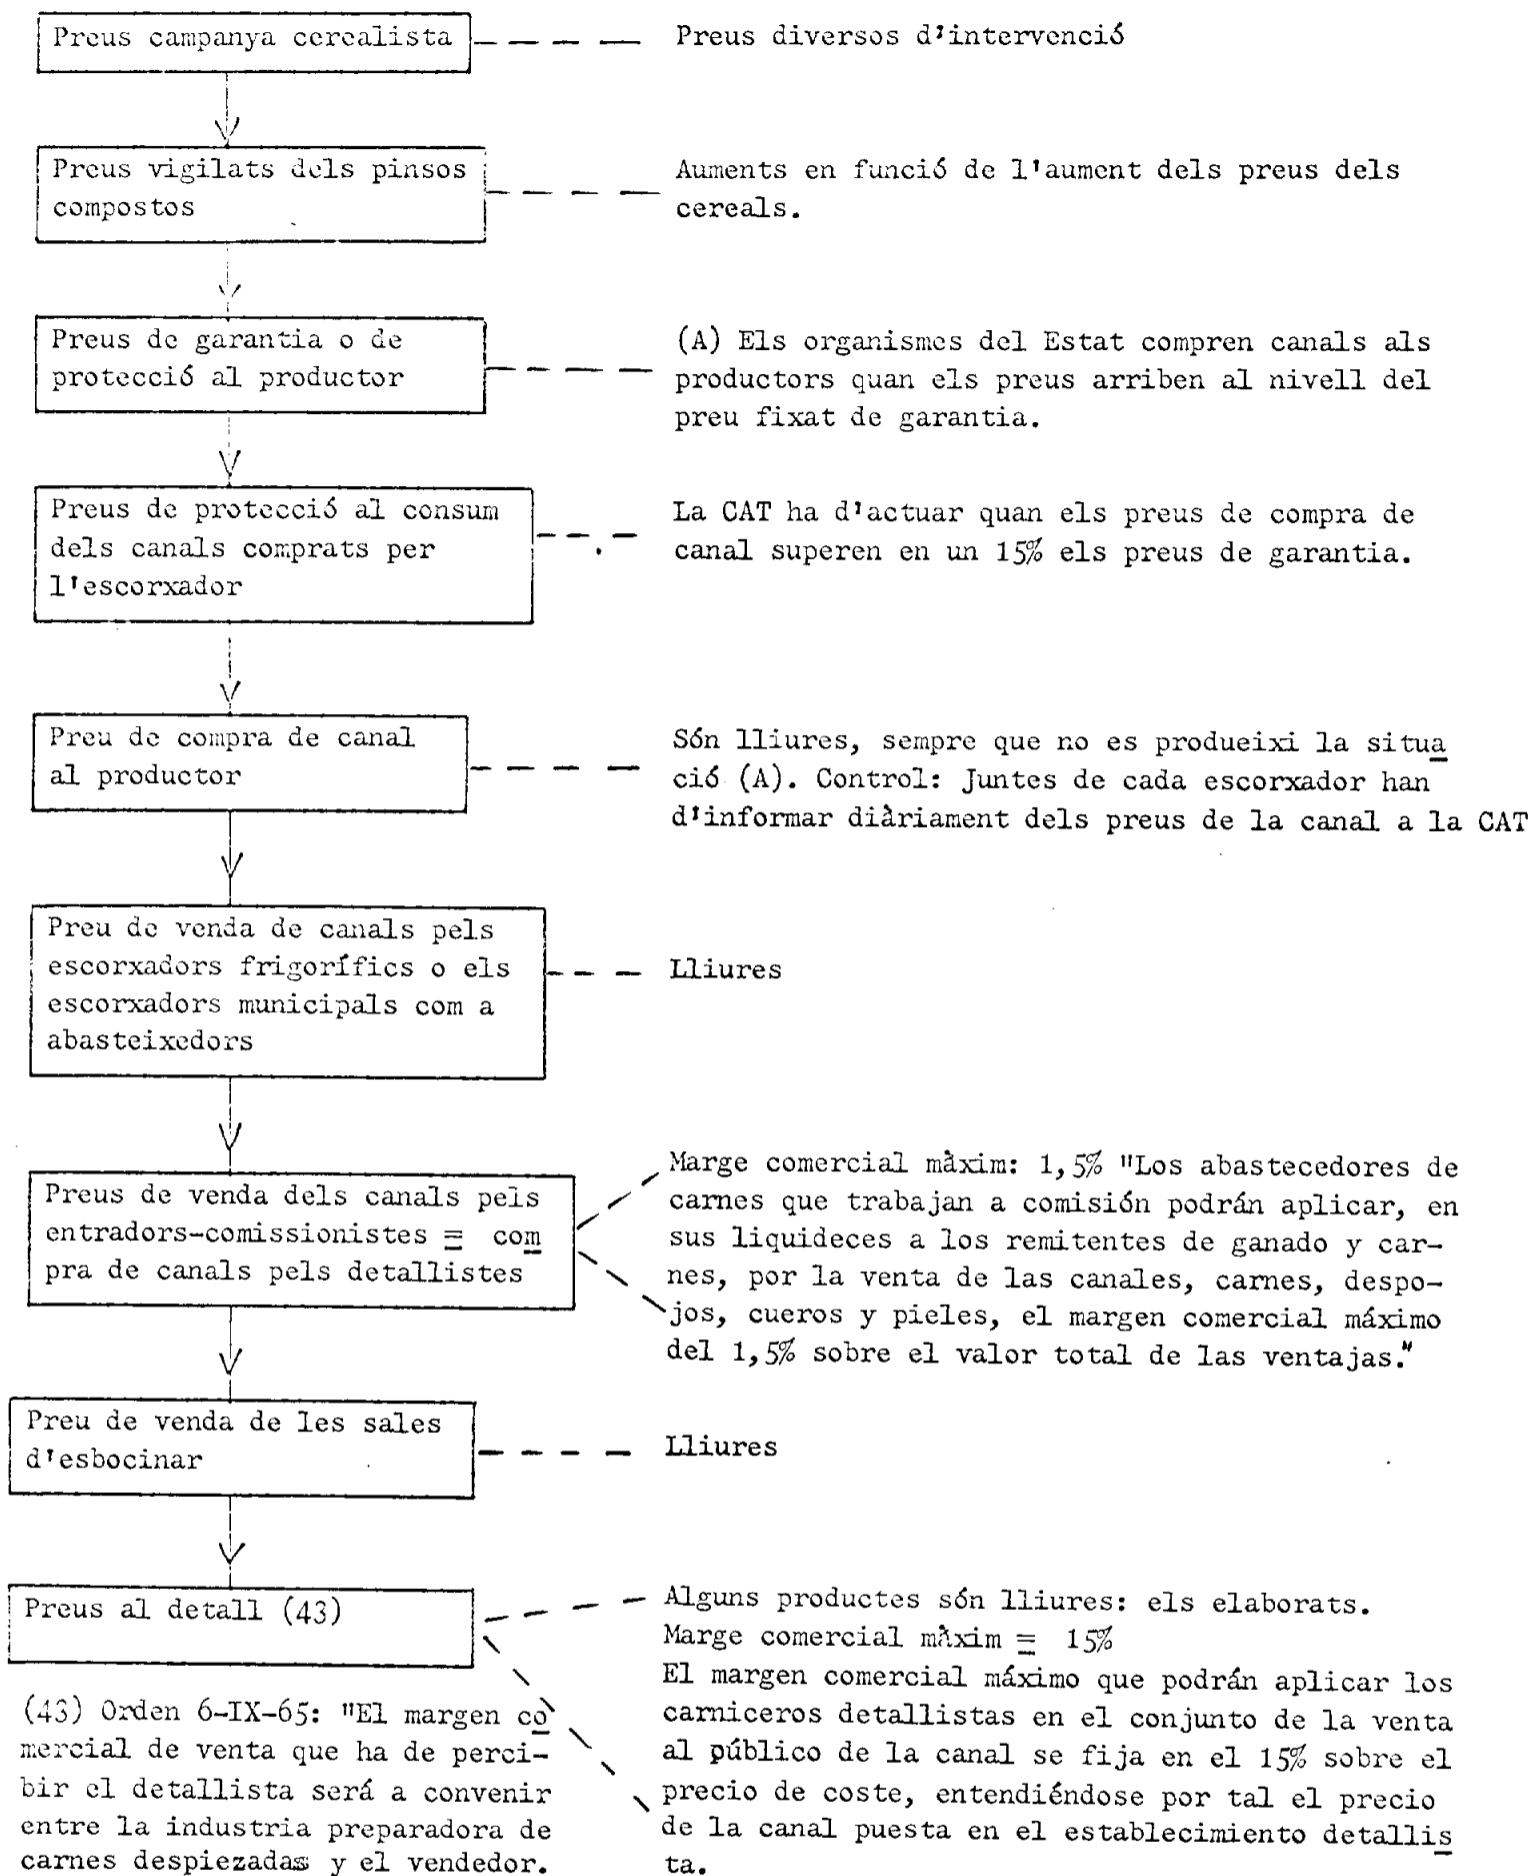 Preus campanya cerealista
Preus diversos d'intervenció
Preus vigilats dels pinsos
compostos
Auments en funció de l'aument dels preus dels
cereals.
Preus de garantia o de
protecció al productor
(A) Els organismes del Estat compren canals als
productors quan els preus arriben al nivell del
preu fixat de garantia.
Preus de protecció al consum
dels canals comprats per
l'escorxador
La CAT ha d'actuar quan els preus de compra de
canal superen en un 15% els preus de garantia.
Preu de compra de canal
al productor
Són lliures, sempre que no es produeixi la situa
ció (A). Control: Juntes de cada escorxador han
d'informar diàriament dels preus de la canal a la CAT
Preu de venda de canals pels
escorxadors frigorífics o els
escorxadors municipals com a
abasteixedors
Lliures
Preus de venda dels canals pels
entradors-comissionistes = com
pra de canals pels detallistes
Marge comercial màxim: 1,5% "Los abastecedores de
carnes que trabajan a comisión podrán aplicar, en
sus liquideces a los remitentes de ganado y car-
nes, por la venta de las canales, carnes, despo-
jos, cueros y pieles, el margen comercial máximo
del 1,5% sobre el valor total de las ventajas."
Preu de venda de les sales
d'esbocinar
Lliures
Preus al detall (43)
Alguns productes són lliures: els elaborats.
Marge comercial màxim = 15%
El margen comercial máximo que podrán aplicar los
carniceros detallistas en el conjunto de la venta
al público de la canal se fija en el 15% sobre el
precio de coste, entendiéndose por tal el precio
de la canal puesta en el establecimiento detallis
ta.
(43) Orden 6-IX-65: "El margen co
mercial de venta que ha de perci-
bir el detallista será a convenir
entre la industria preparadora de
carnes despiezadas y el vendedor.